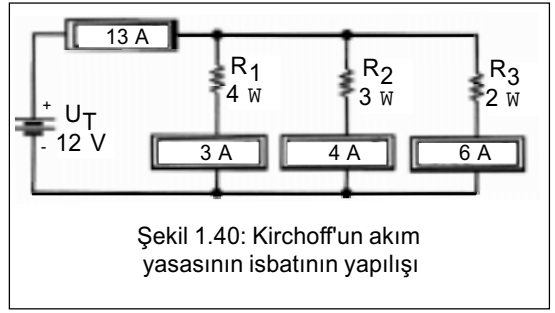 13 A
R1
4 W
R2
3 W
R3
2 W
+
UT
- 12 V
3 A
4 A
6 A
Şekil 1.40: Kirchoff'un akım
yasasının isbatının yapılışı